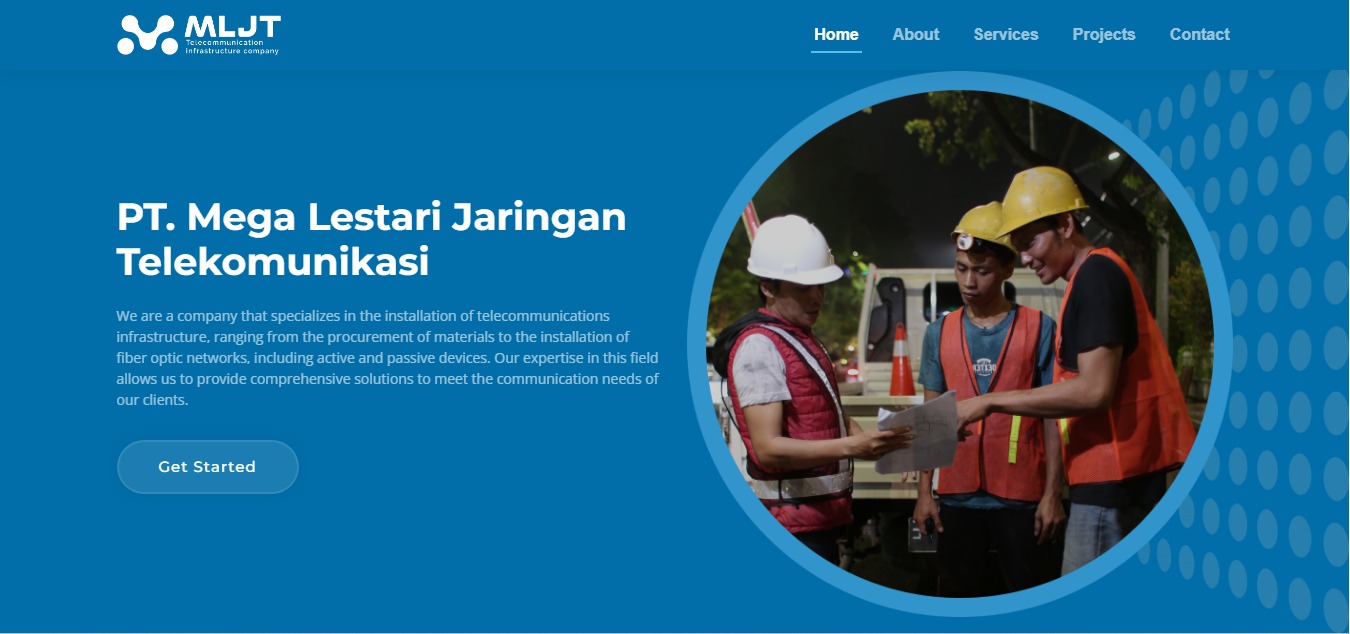 MLJT
Telecommunication
infrastructure company
Home
About
Services
Projects
Contact
PT. Mega Lestari Jaringan
Telekomunikasi
We are a company that specializes in the installation of telecommunications
infrastructure, ranging from the procurement of materials to the installation of
fiber optic networks, including active and passive devices. Our expertise in this field
allows us to provide comprehensive solutions to meet the communication needs of
our clients.
Get Started